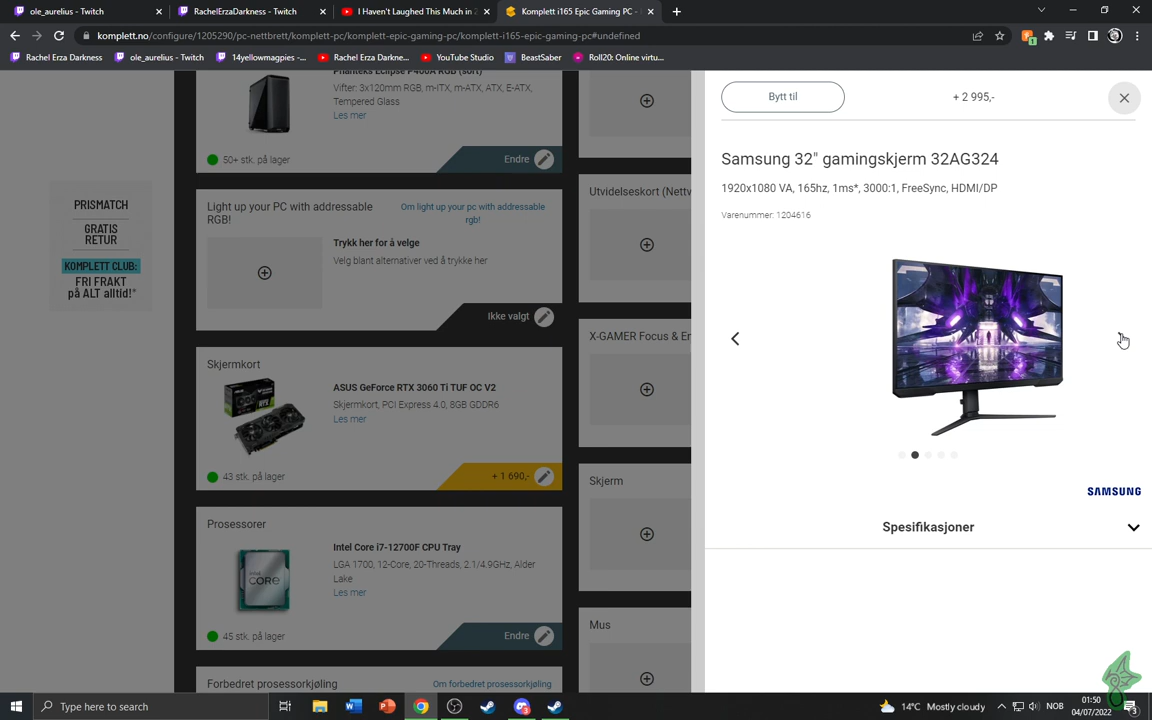 ole_aurelius - Twitch
RachelErzaDarkness - Twitch
I Haven't Laughed This Much in 2
Komplett i165 Epic Gaming PC -
komplett.no/configure/1205290/pc-nettbrett/komplett-pc/komplett-epic-gaming-pc/komplett-i165-epic-gaming-pc#undefined
Rachel Erza Darkness
ole_aurelius - Twitch
14yellowmagpies -...
Rachel Erza Darkne...
YouTube Studio
BeastSaber
Roll20: Online virtu...
PRISMATCH
GRATIS
RETUR
KOMPLETT CLUB:
FRI FRAKT
på ALT alltid!*
Phanteks Eclipse P400A RGB (sort)
Vifter: 3x120mm RGB, m-ITX, m-ATX, ATX, E-ATX,
Tempered Glass
Les mer
50+ stk. på lager
Endre
Light up your PC with addressable
RGB!
Om light up your pc with addressable
rgb!
Trykk her for å velge
Velg blant alternativer ved å trykke her
Ikke valgt
Skjermkort
ASUS GeForce RTX 3060 Ti TUF OC V2
Skjermkort, PCI Express 4.0, 8GB GDDR6
Les mer
43 stk. på lager
+ 1 690,-
Prosessorer
Intel Core i7-12700F CPU Tray
LGA 1700, 12-Core, 20-Threads, 2.1/4.9GHz, Alder
Lake
Les mer
CORE
45 stk. på lager
Endre
Forbedret prosessorkjøling
Om forbedret prosessorkjøling
Utvidelseskort (Nettv
X-GAMER Focus & En
Skjerm
Mus
Bytt til
+ 2 995,-
Samsung 32" gamingskjerm 32AG324
1920x1080 VA, 165hz, 1ms*, 3000:1, FreeSync, HDMI/DP
Varenummer: 1204616
SAMSUNG
Spesifikasjoner
Type here to search
14°C Mostly cloudy
NOB
01:50
04/07/2022
3